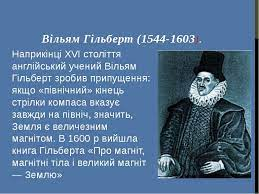 Вільям Гільберт (1544-1603).
Наприкінці XVI століття
англійський учений Вільям
Гільберт зробив припущення:
якщо «північний» кінець
стрілки компаса вказує
завжди на північ, значить,
Земля є величезним
магнітом. В 1600 р вийшла
книга Гільберта «Про магніт,
магнітні тіла і великий магніт
— Землю»